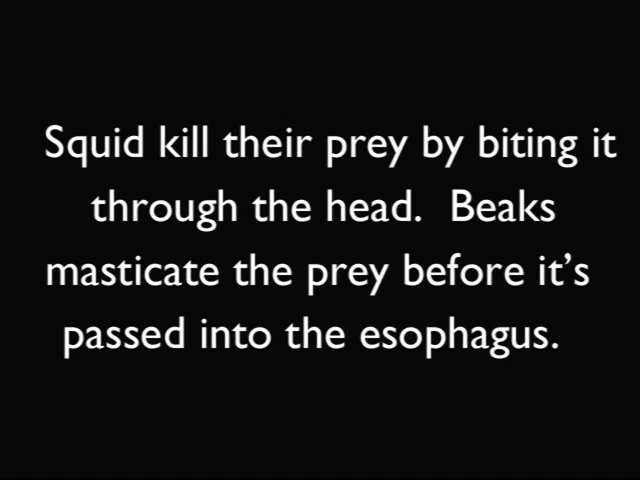 Squid kill their prey by biting it
through the head.  Beaks
masticate the prey before it’s
passed into the esophagus.